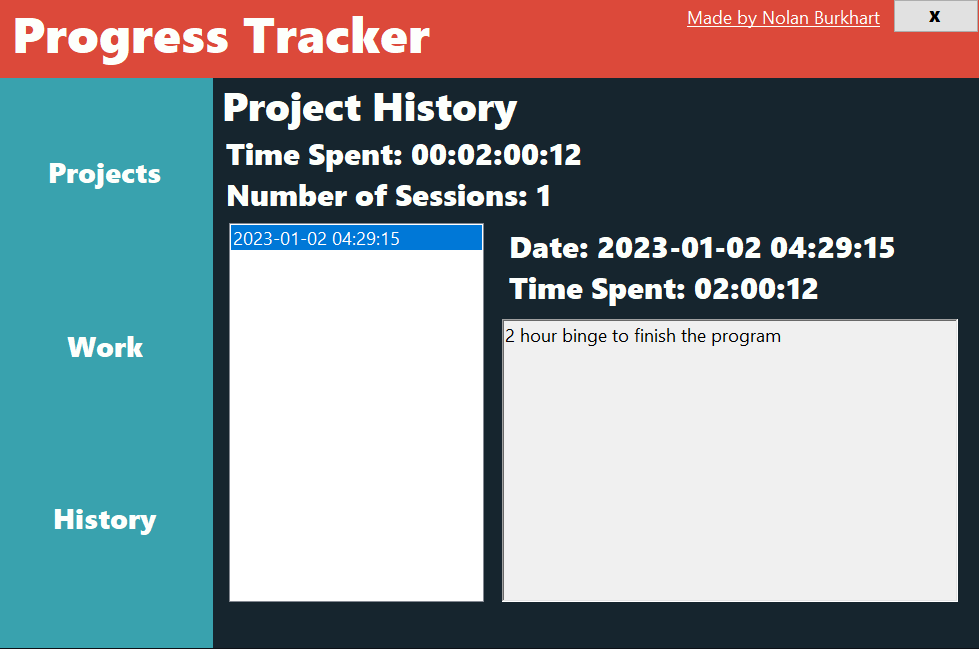 Progress Tracker
Made by Nolan Burkhart
X
Projects
Work
History
Project History
Time Spent: 00:02:00:12
Number of Sessions: 1
2023-01-02 04:29:15
Date: 2023-01-02 04:29:15
Time Spent: 02:00:12
2 hour binge to finish the program